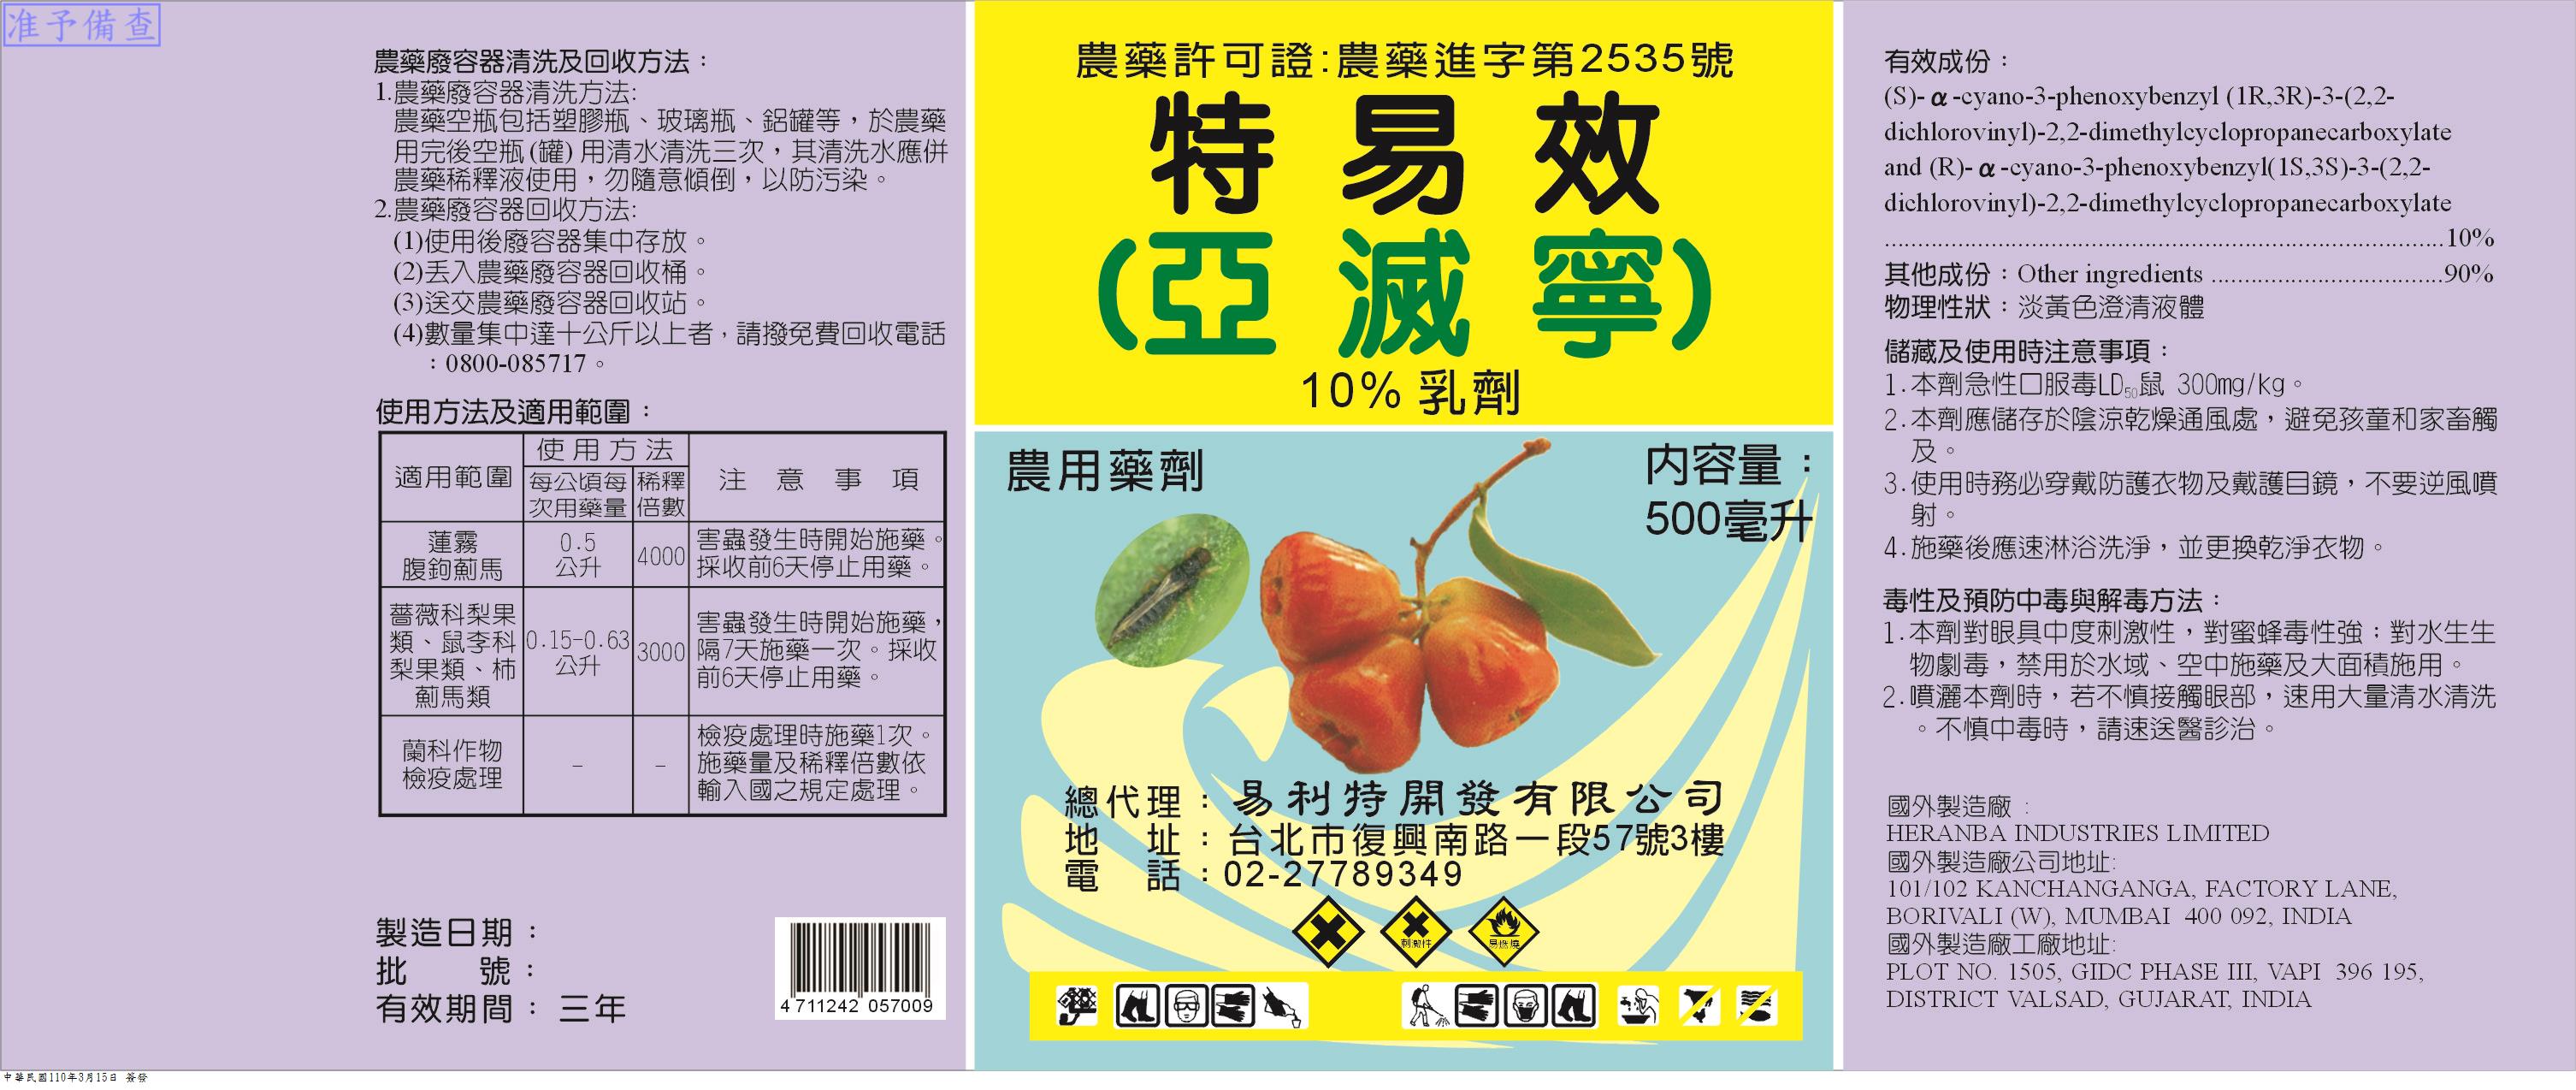 准予備查
農藥廢容器清洗及回收方法：
1.農藥廢容器清洗方法:
農藥空瓶包括塑膠瓶、玻璃瓶、鋁罐等，於農藥
用完後空瓶(罐)用清水清洗三次，其清洗水應併
農藥稀釋液使用，勿隨意傾倒，以防污染。
2.農藥廢容器回收方法:
(1)使用後廢容器集中存放。
(2)丟入農藥廢容器回收桶。
(3)送交農藥廢容器回收站。
(4)數量集中達十公斤以上者，請撥免費回收電話
：0800-085717。
使用方法及適用範圍：
適用範圍
使用方法
每公頃每
次用藥量
稀釋
倍數
注意事項
蓮霧
腹鉤薊馬
0.5
公升
4000
害蟲發生時開始施藥。
採收前6天停止用藥。
薔薇科梨果
類、鼠李科
梨果類、柿
薊馬類
0.15-0.63
公升
3000
害蟲發生時開始施藥，
隔7天施藥一次。採收
前6天停止用藥。
蘭科作物
檢疫處理
-
-
檢疫處理時施藥1次。
施藥量及稀釋倍數依
輸入國之規定處理。
製造日期：
批 號：
有效期間：三年
4 711242 057009
農藥許可證:農藥進字第2535號
特易效
(亞滅寧)
10% 乳劑
農用藥劑
內容量：
500毫升
總代理：易利特開發有限公司
地 址：台北市復興南路一段57號3樓
電 話：02-27789349
刺激性
易燃燒
有效成份：
(S)-α-cyano-3-phenoxybenzyl (1R,3R)-3-(2,2-
dichlorovinyl)-2,2-dimethylcyclopropanecarboxylate
and (R)-α-cyano-3-phenoxybenzyl(1S,3S)-3-(2,2-
dichlorovinyl)-2,2-dimethylcyclopropanecarboxylate
....................................................................................10%
其他成份：Other ingredients ...................................90%
物理性狀：淡黃色澄清液體
儲藏及使用時注意事項：
1.本劑急性口服毒LD50鼠 300mg/kg。
2.本劑應儲存於陰涼乾燥通風處，避免孩童和家畜觸
及。
3.使用時務必穿戴防護衣物及戴護目鏡，不要逆風噴
射。
4.施藥後應速淋浴洗淨，並更換乾淨衣物。
毒性及預防中毒與解毒方法：
1.本劑對眼具中度刺激性，對蜜蜂毒性強；對水生生
物劇毒，禁用於水域、空中施藥及大面積施用。
2.噴灑本劑時，若不慎接觸眼部，速用大量清水清洗
。不慎中毒時，請速送醫診治。
國外製造廠：
HERANBA INDUSTRIES LIMITED
國外製造廠公司地址:
101/102 KANCHANGANGA, FACTORY LANE,
BORIVALI (W), MUMBAI 400 092, INDIA
國外製造廠工廠地址:
PLOT NO. 1505, GIDC PHASE III, VAPI 396 195,
DISTRICT VALSAD, GUJARAT, INDIA
中華民國110年3月15日 簽發